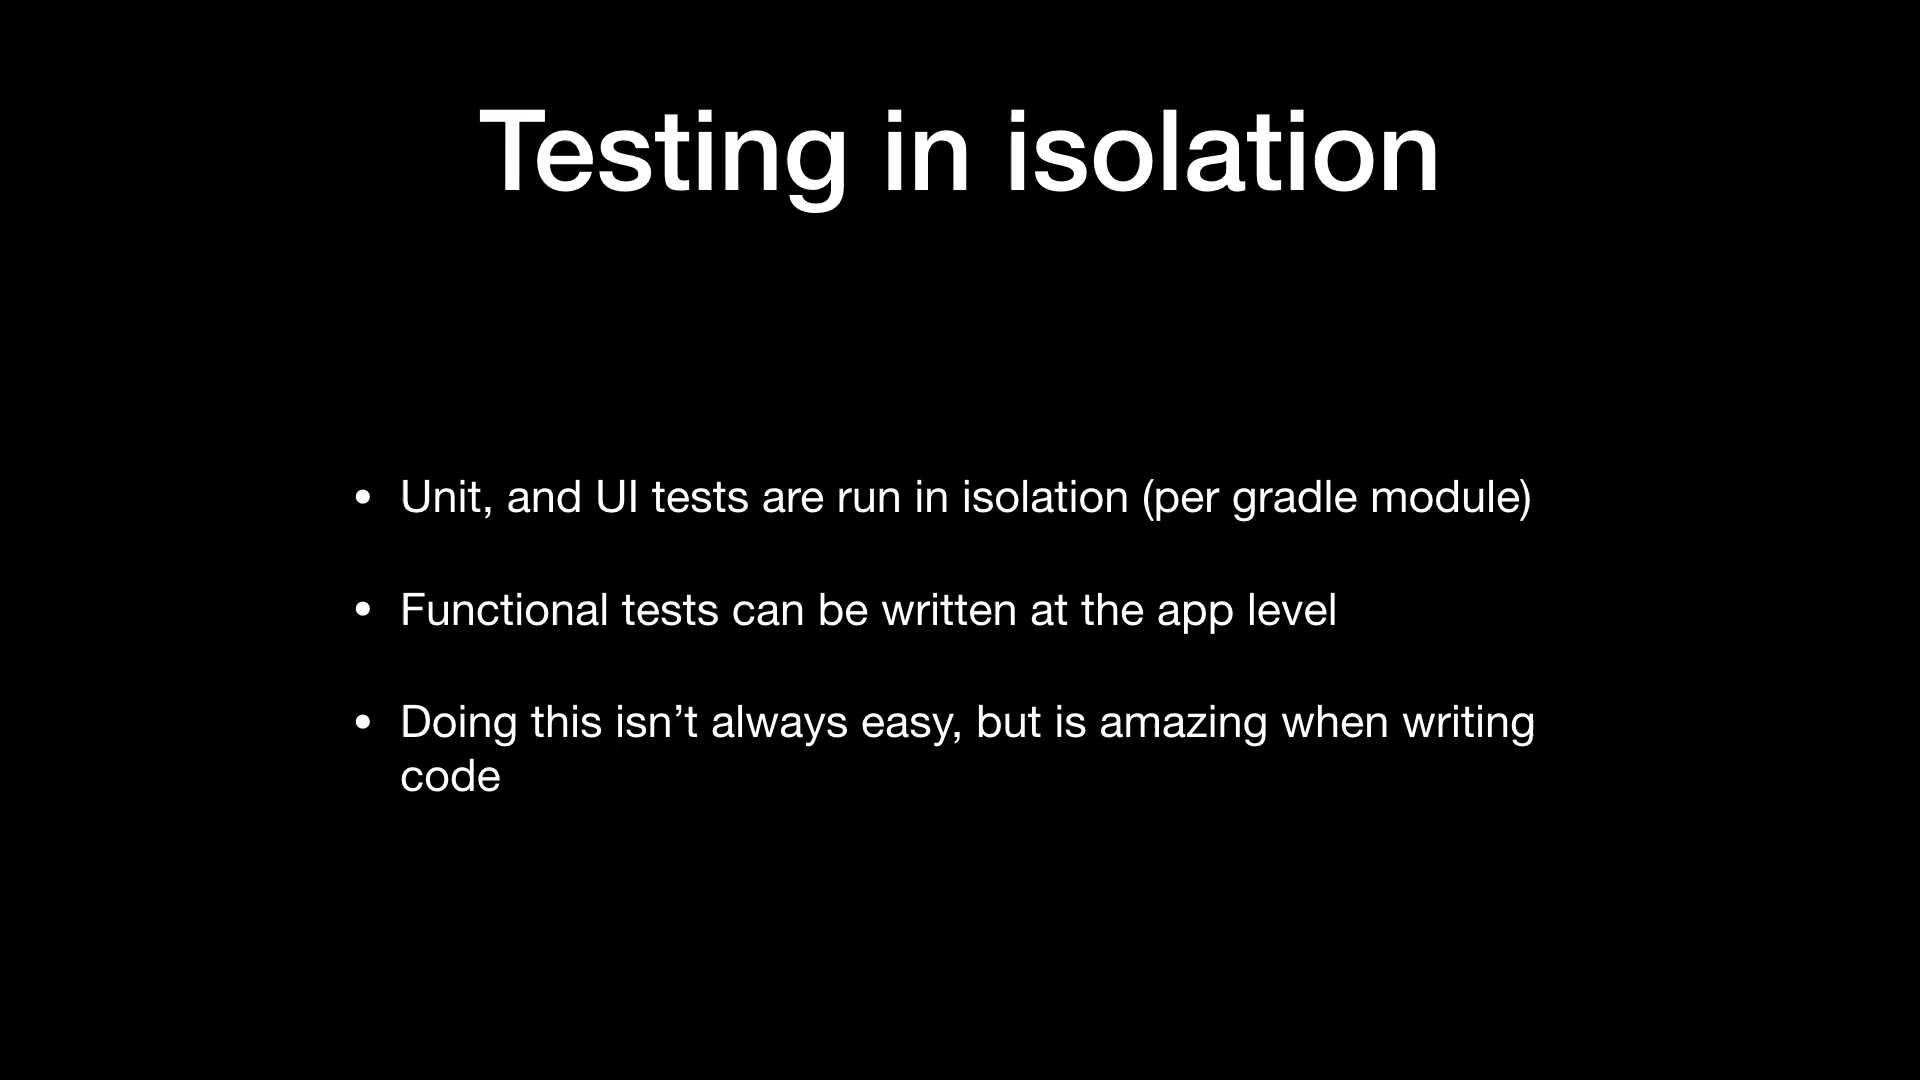 Testing in isolation
• Unit, and UI tests are run in isolation (per gradle module)
• Functional tests can be written at the app level
• Doing this isn’t always easy, but is amazing when writing
code